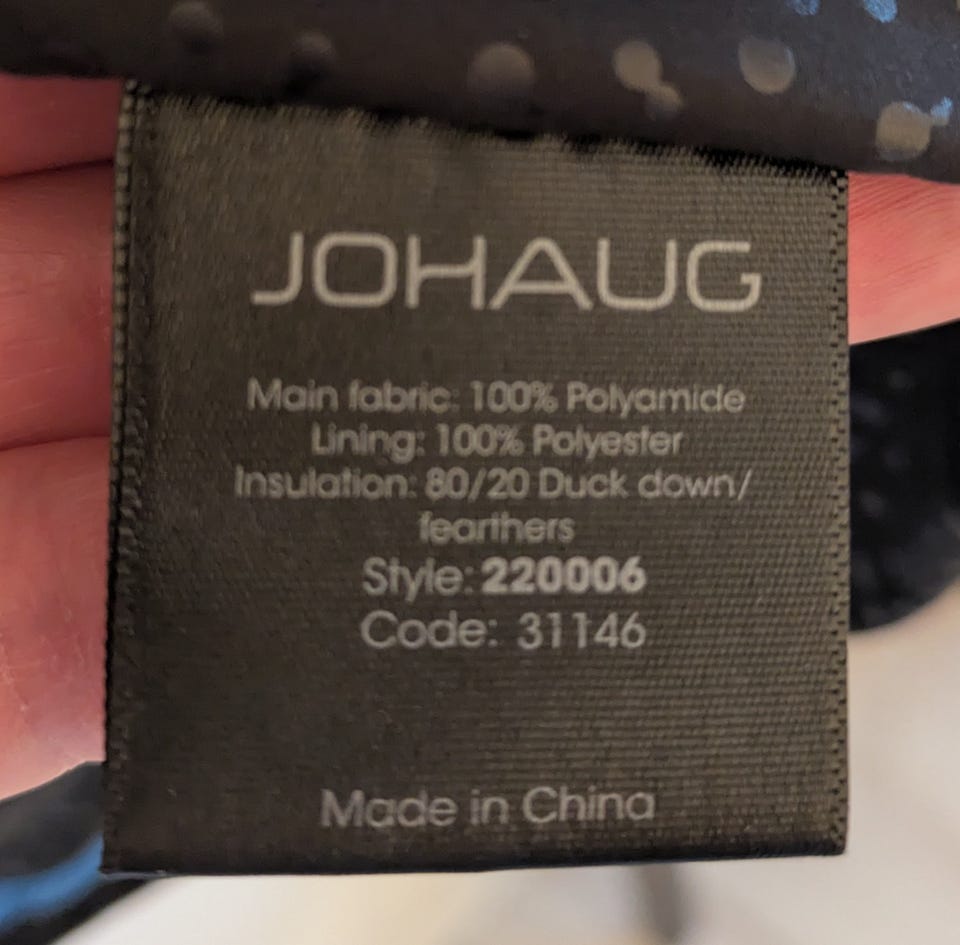 JOHAUG
Main fabric: 100% Polyamide
Lining: 100% Polyester
Insulation: 80/20 Duck down/
fearthers
Style: 220006
Code: 31146
Made in China